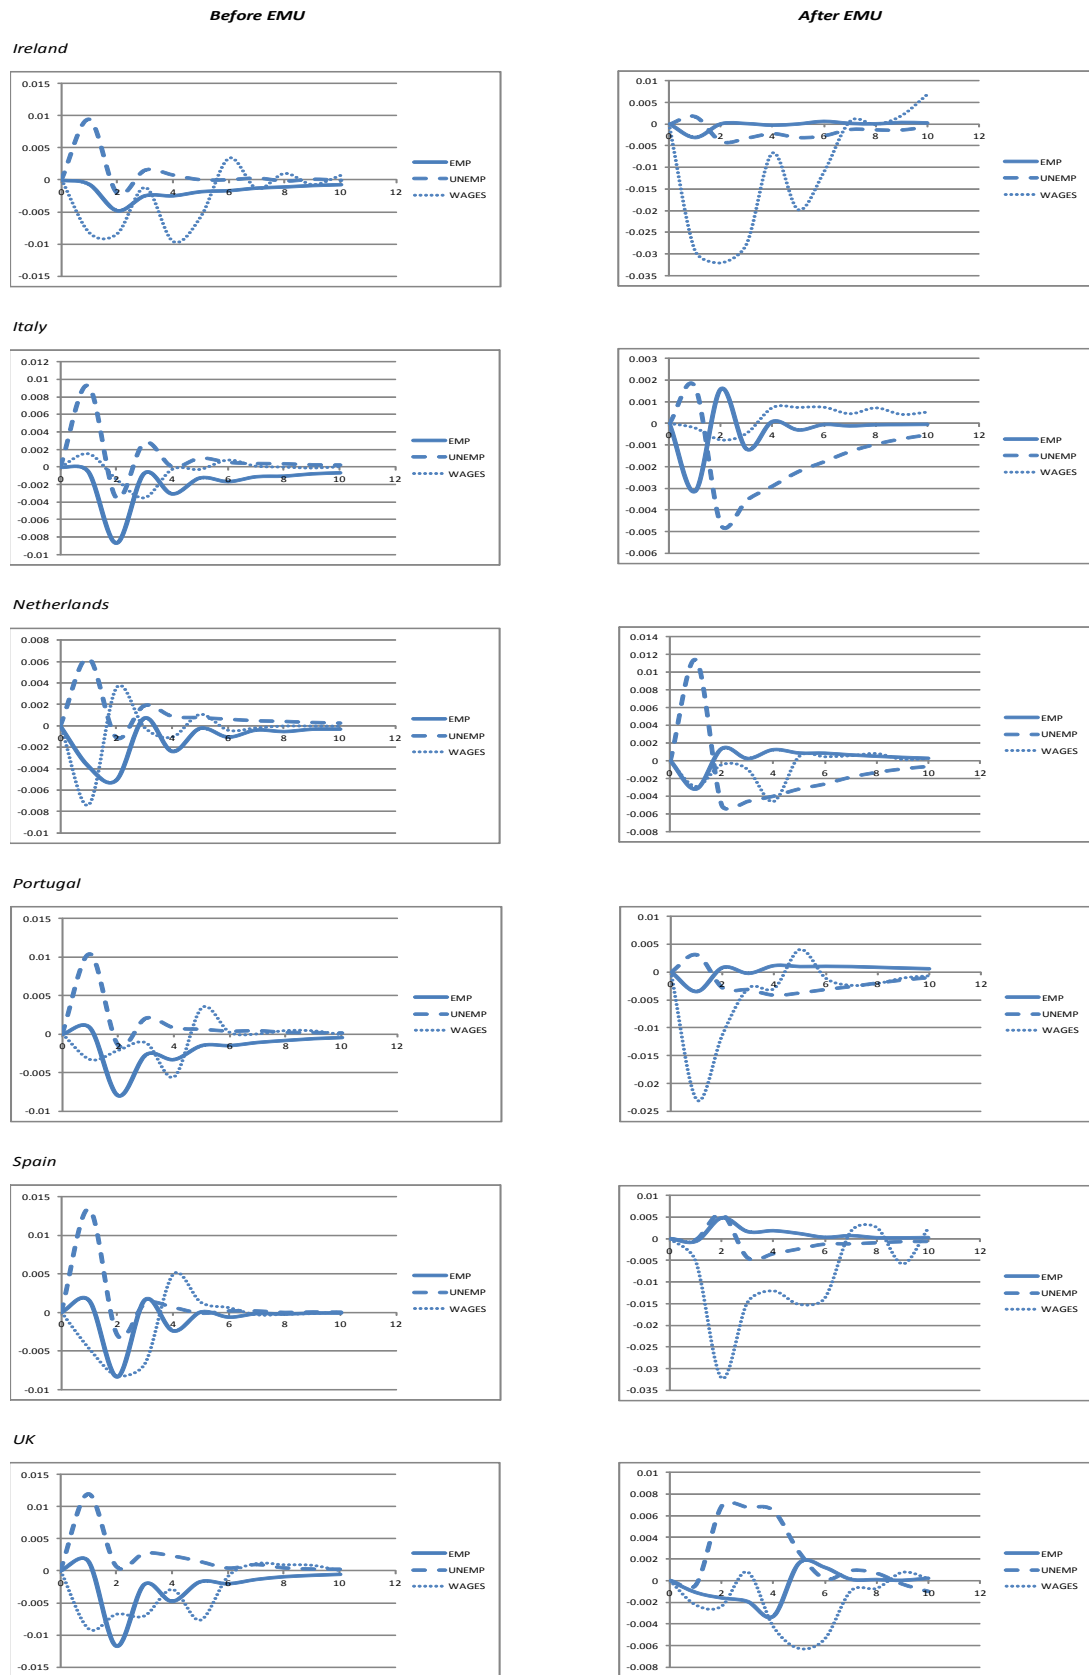 Before EMU
After EMU
Ireland
0.015
0.01
0.005
0
-0.005
-0.01
-0.015
0 2 4 6 8 10 12
EMP
UNEMP
WAGES
0.01
0.005
0
-0.005
-0.01
-0.015
-0.02
-0.025
-0.03
-0.035
0 2 4 6 8 10 12
EMP
UNEMP
WAGES
Italy
0.012
0.01
0.008
0.006
0.004
0.002
0
-0.002
-0.004
-0.006
-0.008
-0.01
0 2 4 6 8 10 12
EMP
UNEMP
WAGES
0.003
0.002
0.001
0
-0.001
-0.002
-0.003
-0.004
-0.005
-0.006
0 2 4 6 8 10 12
EMP
UNEMP
WAGES
Netherlands
0.008
0.006
0.004
0.002
0
-0.002
-0.004
-0.006
-0.008
-0.01
0 2 4 6 8 10 12
EMP
UNEMP
WAGES
0.014
0.012
0.01
0.008
0.006
0.004
0.002
0
-0.002
-0.004
-0.006
-0.008
0 2 4 6 8 10 12
EMP
UNEMP
WAGES
Portugal
0.015
0.01
0.005
0
-0.005
-0.01
0 2 4 6 8 10 12
EMP
UNEMP
WAGES
0.01
0.005
0
-0.005
-0.01
-0.015
-0.02
-0.025
0 2 4 6 8 10 12
EMP
UNEMP
WAGES
Spain
0.015
0.01
0.005
0
-0.005
-0.01
0 2 4 6 8 10 12
EMP
UNEMP
WAGES
0.01
0.005
0
-0.005
-0.01
-0.015
-0.02
-0.025
-0.03
-0.035
0 2 4 6 8 10 12
EMP
UNEMP
WAGES
UK
0.015
0.01
0.005
0
-0.005
-0.01
-0.015
0 2 4 6 8 10 12
EMP
UNEMP
WAGES
0.01
0.008
0.006
0.004
0.002
0
-0.002
-0.004
-0.006
-0.008
0 2 4 6 8 10 12
EMP
UNEMP
WAGES